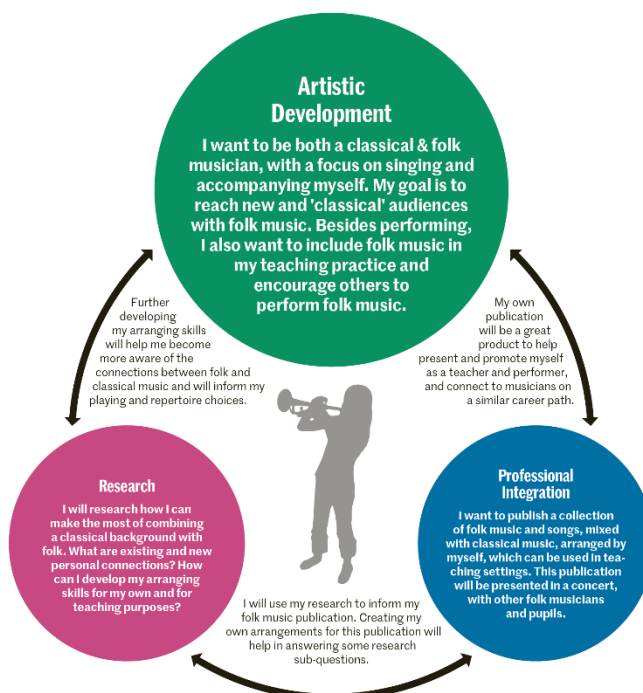 Artistic
Development
I want to be both a classical & folk
musician, with a focus on singing and
accompanying myself. My goal is to
reach new and 'classical' audiences
with folk music. Besides performing,
I also want to include folk music in
my teaching practice and
encourage others to
perform folk music.
Further
developing
my arranging skills
will help me become
more aware of the
connections between folk and
classical music and will inform my
playing and repertoire choices.
My own
publication
will be a great
product to help
present and promote myself
as a teacher and performer,
and connect to musicians on
a similar career path.
Research
I will research how I can
make the most of combining
a classical background with
folk. What are existing and new
personal connections? How
can I develop my arranging
skills for my own and for
teaching purposes?
Professional
Integration
I want to publish a collection
of folk music and songs, mixed
with classical music, arranged by
myself, which can be used in tea-
ching settings. This publication
will be presented in a concert,
with other folk musicians
and pupils.
I will use my research to inform my
folk music publication. Creating my
own arrangements for this publication will
help in answering some research
sub-questions.